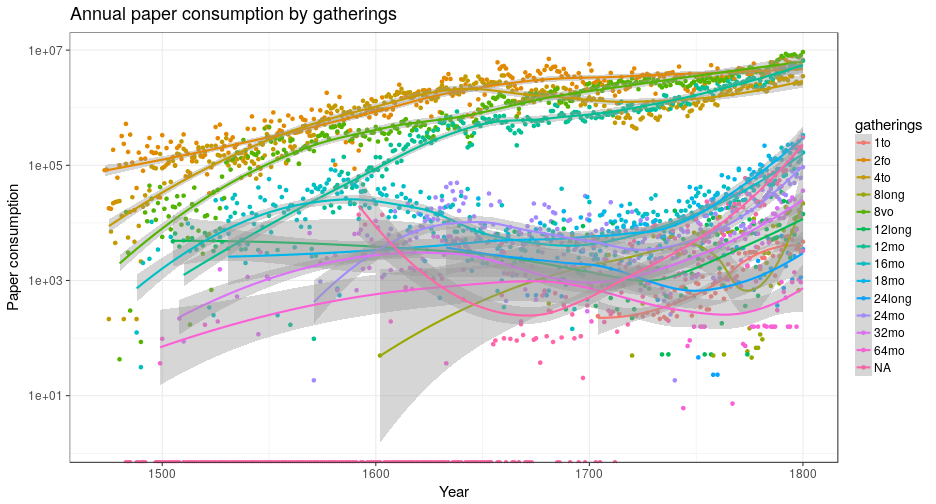 Annual paper consumption by gatherings
1e+07
1e+05
1e+03
1e+01
Paper consumption
1500
1600
1700
1800
Year
gatherings
1to
2fo
4to
8long
8vo
12long
12mo
16mo
18mo
24long
24mo
32mo
64mo
NA